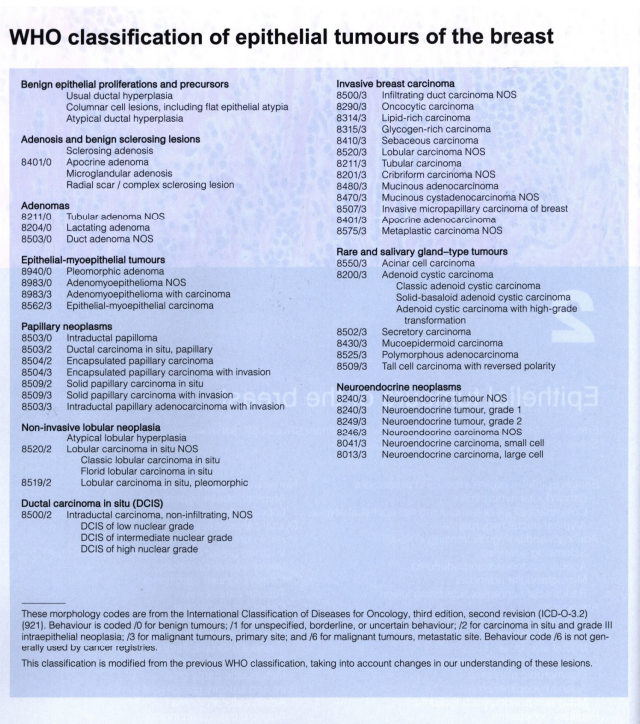 WHO classification of epithelial tumours of the breast
Benign epithelial proliferations and precursors
Usual ductal hyperplasia
Columnar cell lesions, including flat epithelial atypia
Atypical ductal hyperplasia
Adenosis and benign sclerosing lesions
Sclerosing adenosis
8401/0 Apocrine adenoma
Microglandular adenosis
Radial scar / complex sclerosing lesion
Adenomas
8211/0 Tubular adenoma NOS
8204/0 Lactating adenoma
8503/0 Duct adenoma NOS
Epithelial-myoepithelial tumours
8940/0 Pleomorphic adenoma
8983/0 Adenomyoepithelioma NOS
8983/3 Adenomyoepithelioma with carcinoma
8562/3 Epithelial-myoepithelial carcinoma
Papillary neoplasms
8503/0 Intraductal papilloma
8503/2 Ductal carcinoma in situ, papillary
8504/2 Encapsulated papillary carcinoma
8504/3 Encapsulated papillary carcinoma with invasion
8509/2 Solid papillary carcinoma in situ
8509/3 Solid papillary carcinoma with invasion
8503/3 Intraductal papillary adenocarcinoma with invasion
Non-invasive lobular neoplasia
Atypical lobular hyperplasia
8520/2 Lobular carcinoma in situ NOS
Classic lobular carcinoma in situ
Florid lobular carcinoma in situ
8519/2 Lobular carcinoma in situ, pleomorphic
Ductal carcinoma in situ (DCIS)
8500/2 Intraductal carcinoma, non-infiltrating, NOS
DCIS of low nuclear grade
DCIS of intermediate nuclear grade
DCIS of high nuclear grade
Invasive breast carcinoma
8500/3 Infiltrating duct carcinoma NOS
8290/3 Oncocytic carcinoma
8314/3 Lipid-rich carcinoma
8315/3 Glycogen-rich carcinoma
8410/3 Sebaceous carcinoma
8520/3 Lobular carcinoma NOS
8211/3 Tubular carcinoma
8201/3 Cribriform carcinoma NOS
8480/3 Mucinous adenocarcinoma
8470/3 Mucinous cystadenocarcinoma NOS
8507/3 Invasive micropapillary carcinoma of breast
8401/3 Apocrine adenocarcinoma
8575/3 Metaplastic carcinoma NOS
Rare and salivary gland–type tumours
8550/3 Acinar cell carcinoma
8200/3 Adenoid cystic carcinoma
Classic adenoid cystic carcinoma
Solid-basaloid adenoid cystic carcinoma
Adenoid cystic carcinoma with high-grade
transformation
8502/3 Secretory carcinoma
8430/3 Mucoepidermoid carcinoma
8525/3 Polymorphous adenocarcinoma
8509/3 Tall cell carcinoma with reversed polarity
Neuroendocrine neoplasms
8240/3 Neuroendocrine tumour NOS
8240/3 Neuroendocrine tumour, grade 1
8249/3 Neuroendocrine tumour, grade 2
8246/3 Neuroendocrine carcinoma NOS
8041/3 Neuroendocrine carcinoma, small cell
8013/3 Neuroendocrine carcinoma, large cell
These morphology codes are from the International Classification of Diseases for Oncology, third edition, second revision (ICD-O-3.2)
{921}. Behaviour is coded /0 for benign tumours; /1 for unspecified, borderline, or uncertain behaviour; /2 for carcinoma in situ and grade III
intraepithelial neoplasia; /3 for malignant tumours, primary site; and /6 for malignant tumours, metastatic site. Behaviour code /6 is not gen-
erally used by cancer registries.
This classification is modified from the previous WHO classification, taking into account changes in our understanding of these lesions.